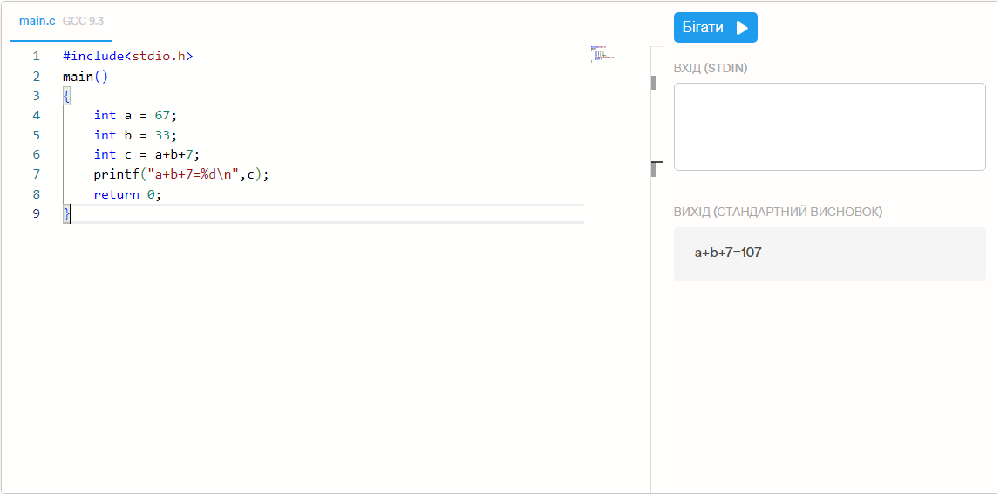 main.c GCC 9.3
1 #include<stdio.h>
2 main()
3 {
4 int a = 67;
5 int b = 33;
6 int c = a+b+7;
7 printf("a+b+7=%d\n",c);
8 return 0;
9 }
Бігати
ВХІД (STDIN)
ВИХІД (СТАНДАРТНИЙ ВИСНОВОК)
a+b+7=107